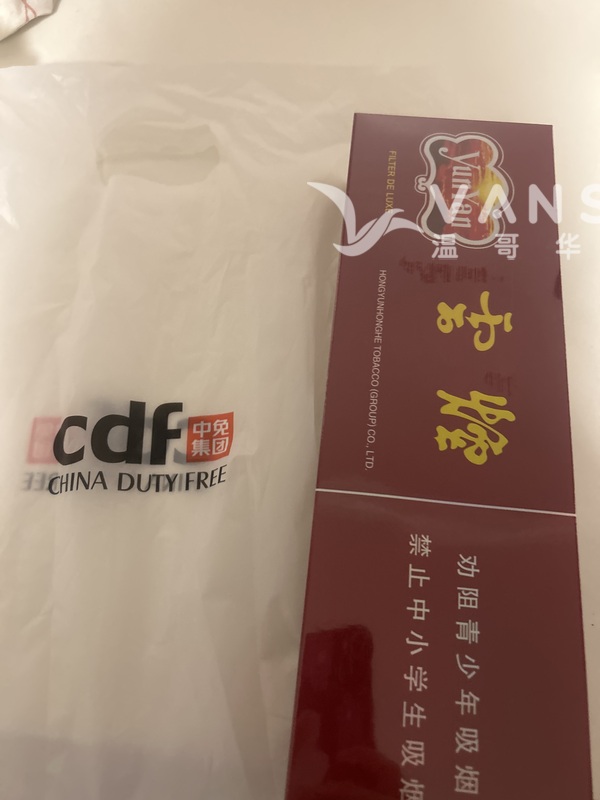 cdf
中免
集团
CHINA DUTY FREE
YunYan
FILTER DE LUXE
VANS
温哥华
HONGYUNHONGHE TOBACCO (GROUP) CO., LTD.
云烟
劝阻青少年吸烟
禁止中小学生吸烟